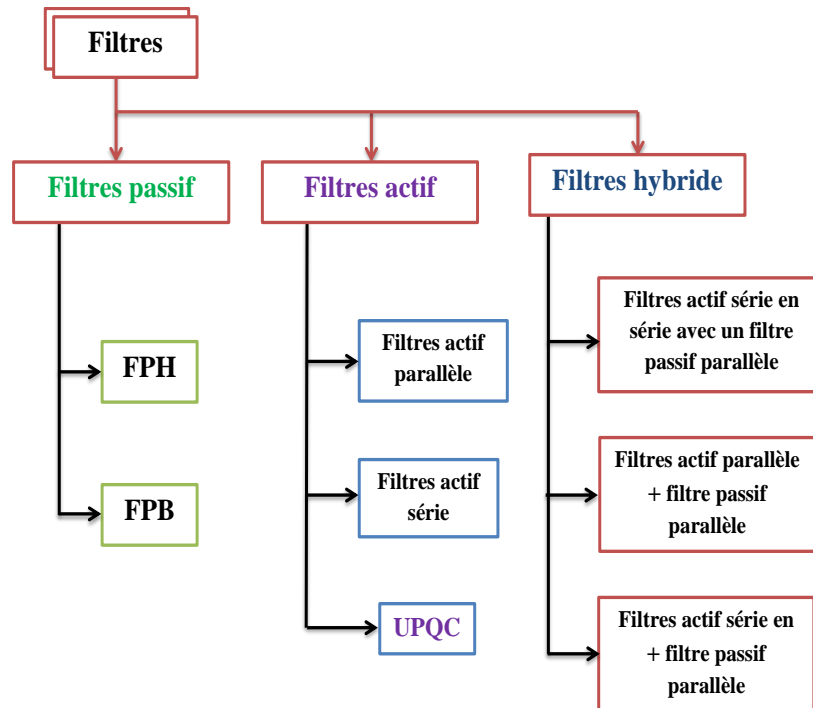 Filtres
Filtres passif
Filtres actif
Filtres hybride
FPH
FPB
Filtres actif
parallèle
Filtres actif
série
UPQC
Filtres actif série en
série avec un filtre
passif parallèle
Filtres actif parallèle
+ filtre passif
parallèle
Filtres actif série en
+ filtre passif
parallèle